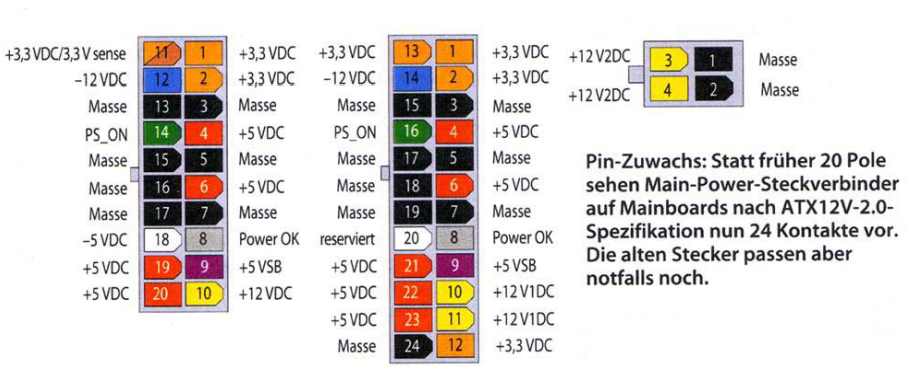 +3,3 VDC/3,3 V sense 11 1 +3,3 VDC
–12 VDC 12 2 +3,3 VDC
Masse 13 3 Masse
PS_ON 14 4 +5 VDC
Masse 15 5 Masse
Masse 16 6 +5 VDC
Masse 17 7 Masse
–5 VDC 18 8 Power OK
+5 VDC 19 9 +5 VSB
+5 VDC 20 10 +12 VDC
+3,3 VDC 13 1 +3,3 VDC
–12 VDC 14 2 +3,3 VDC
Masse 15 3 Masse
PS_ON 16 4 +5 VDC
Masse 17 5 Masse
Masse 18 6 +5 VDC
Masse 19 7 Masse
reserviert 20 8 Power OK
+5 VDC 21 9 +5 VSB
+5 VDC 22 10 +12 V1DC
+5 VDC 23 11 +12 V1DC
Masse 24 12 +3,3 VDC
+12 V2DC 3 1 Masse
+12 V2DC 4 2 Masse
Pin-Zuwachs: Statt früher 20 Pole
sehen Main-Power-Steckverbinder
auf Mainboards nach ATX12V-2.0-
Spezifikation nun 24 Kontakte vor.
Die alten Stecker passen aber
notfalls noch.